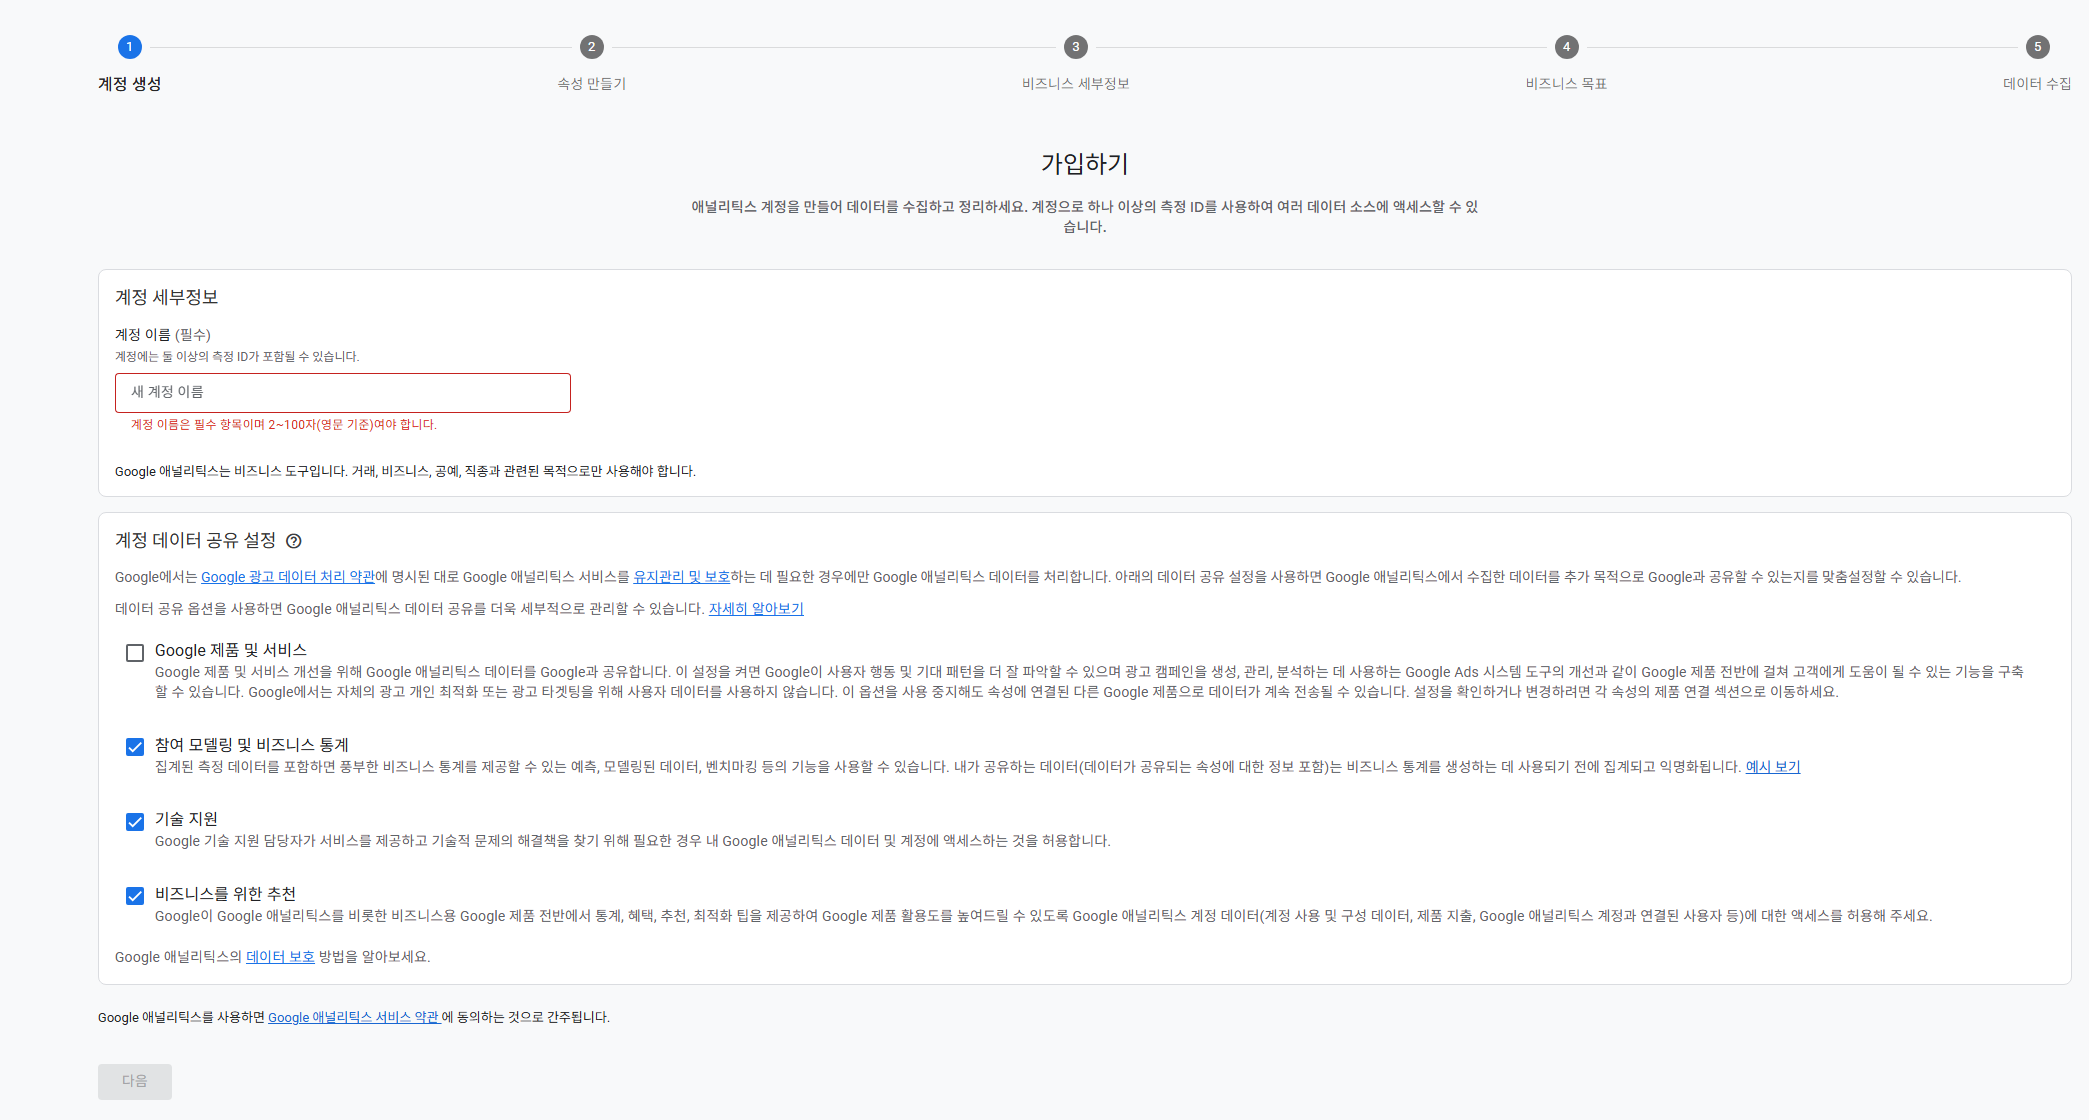 1
2
3
4
5
계정 생성
속성 만들기
비즈니스 세부정보
비즈니스 목표
데이터 수집
가입하기
애널리틱스 계정을 만들어 데이터를 수집하고 정리하세요. 계정으로 하나 이상의 측정 ID를 사용하여 여러 데이터 소스에 액세스할 수 있
습니다.
계정 세부정보
계정 이름 (필수)
계정에는 둘 이상의 측정 ID가 포함될 수 있습니다.
새 계정 이름
계정 이름은 필수 항목이며 2~100자(영문 기준)여야 합니다.
Google 애널리틱스는 비즈니스 도구입니다. 거래, 비즈니스, 공예, 직종과 관련된 목적으로만 사용해야 합니다.
계정 데이터 공유 설정 ?
Google에서는 Google 광고 데이터 처리 약관에 명시된 대로 Google 애널리틱스 서비스를 유지관리 및 보호하는 데 필요한 경우에만 Google 애널리틱스 데이터를 처리합니다. 아래의 데이터 공유 설정을 사용하면 Google 애널리틱스에서 수집한 데이터를 추가 목적으로 Google과 공유할 수 있는지를 맞춤설정할 수 있습니다.
데이터 공유 옵션을 사용하면 Google 애널리틱스 데이터 공유를 더욱 세부적으로 관리할 수 있습니다. 자세히 알아보기
Google 제품 및 서비스
Google 제품 및 서비스 개선을 위해 Google 애널리틱스 데이터를 Google과 공유합니다. 이 설정을 켜면 Google이 사용자 행동 및 기대 패턴을 더 잘 파악할 수 있으며 광고 캠페인을 생성, 관리, 분석하는 데 사용하는 Google Ads 시스템 도구의 개선과 같이 Google 제품 전반에 걸쳐 고객에게 도움이 될 수 있는 기능을 구축
할 수 있습니다. Google에서는 자체의 광고 개인 최적화 또는 광고 타겟팅을 위해 사용자 데이터를 사용하지 않습니다. 이 옵션을 사용 중지해도 속성에 연결된 다른 Google 제품으로 데이터가 계속 전송될 수 있습니다. 설정을 확인하거나 변경하려면 각 속성의 제품 연결 섹션으로 이동하세요.
참여 모델링 및 비즈니스 통계
집계된 측정 데이터를 포함하면 풍부한 비즈니스 통계를 제공할 수 있는 예측, 모델링된 데이터, 벤치마킹 등의 기능을 사용할 수 있습니다. 내가 공유하는 데이터(데이터가 공유되는 속성에 대한 정보 포함)는 비즈니스 통계를 생성하는 데 사용되기 전에 집계되고 익명화됩니다. 예시 보기
기술 지원
Google 기술 지원 담당자가 서비스를 제공하고 기술적 문제의 해결책을 찾기 위해 필요한 경우 내 Google 애널리틱스 데이터 및 계정에 액세스하는 것을 허용합니다.
비즈니스를 위한 추천
Google이 Google 애널리틱스를 비롯한 비즈니스용 Google 제품 전반에서 통계, 혜택, 추천, 최적화 팁을 제공하여 Google 제품 활용도를 높여드릴 수 있도록 Google 애널리틱스 계정 데이터(계정 사용 및 구성 데이터, 제품 지출, Google 애널리틱스 계정과 연결된 사용자 등)에 대한 액세스를 허용해 주세요.
Google 애널리틱스의 데이터 보호 방법을 알아보세요.
Google 애널리틱스를 사용하면 Google 애널리틱스 서비스 약관 에 동의하는 것으로 간주됩니다.
다음